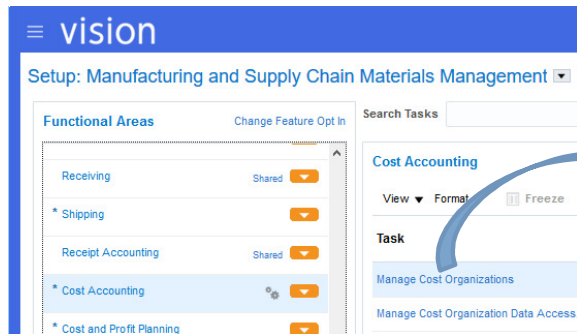 vision
Setup: Manufacturing and Supply Chain Materials Management
Functional Areas
Change Feature Opt In
Receiving
Shared
* Shipping
Receipt Accounting
Shared
* Cost Accounting
* Cost and Profit Planning
Search Tasks
Cost Accounting
View
Format
Freeze
Task
Manage Cost Organizations
Manage Cost Organization Data Access